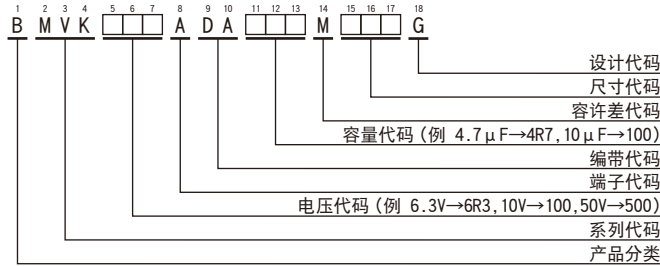 1 2 3 4 5 6 7 8 9 10 11 12 13 14 15 16 17 18
B M V K □ □ □ A D A □ □ □ M □ □ □ G
设计代码
尺寸代码
容许差代码
容量代码(例 4.7μF→4R7,10μF→100)
编带代码
端子代码
电压代码(例 6.3V→6R3,10V→100,50V→500)
系列代码
产品分类